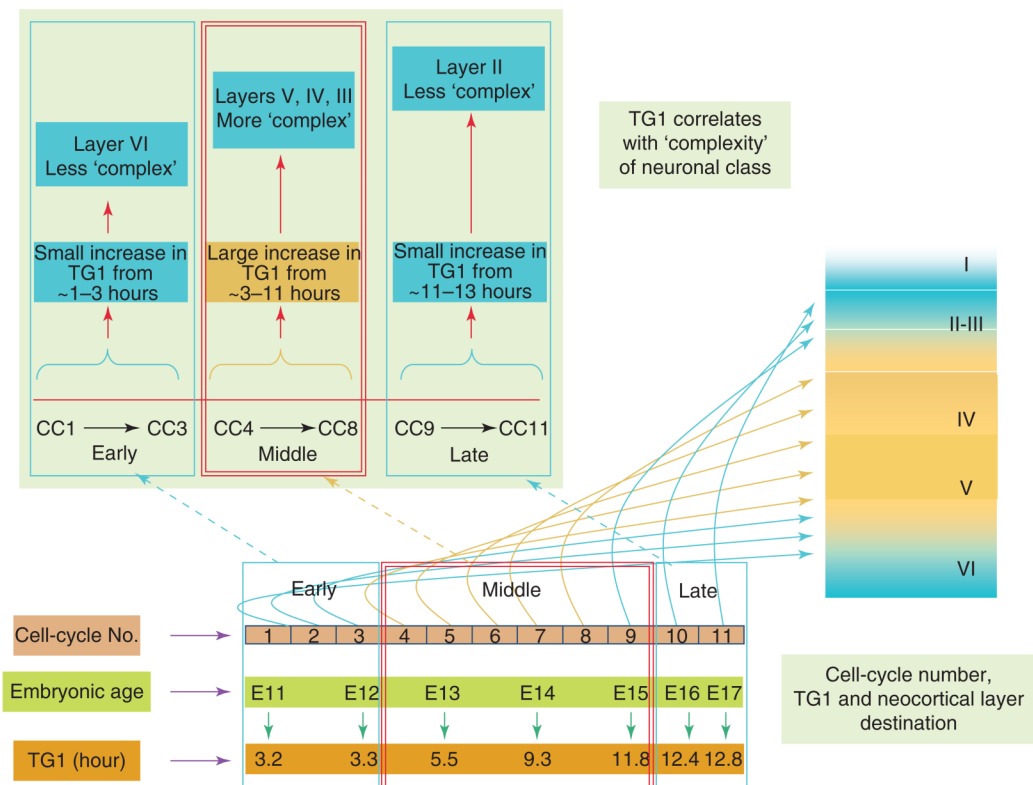 Layer VI
Less ‘complex’
Layers V, IV, III
More ‘complex’
Layer II
Less ‘complex’
TG1 correlates
with ‘complexity’
of neuronal class
Small increase in
TG1 from
~1–3 hours
Large increase in
TG1 from
~3–11 hours
Small increase in
TG1 from
~11–13 hours
CC1 CC3
Early
CC4 CC8
Middle
CC9 CC11
Late
I
II-III
IV
V
VI
Early Middle Late
Cell-cycle No. 1 2 3 4 5 6 7 8 9 10 11
Embryonic age E11 E12 E13 E14 E15 E16 E17
TG1 (hour) 3.2 3.3 5.5 9.3 11.8 12.4 12.8
Cell-cycle number,
TG1 and neocortical layer
destination